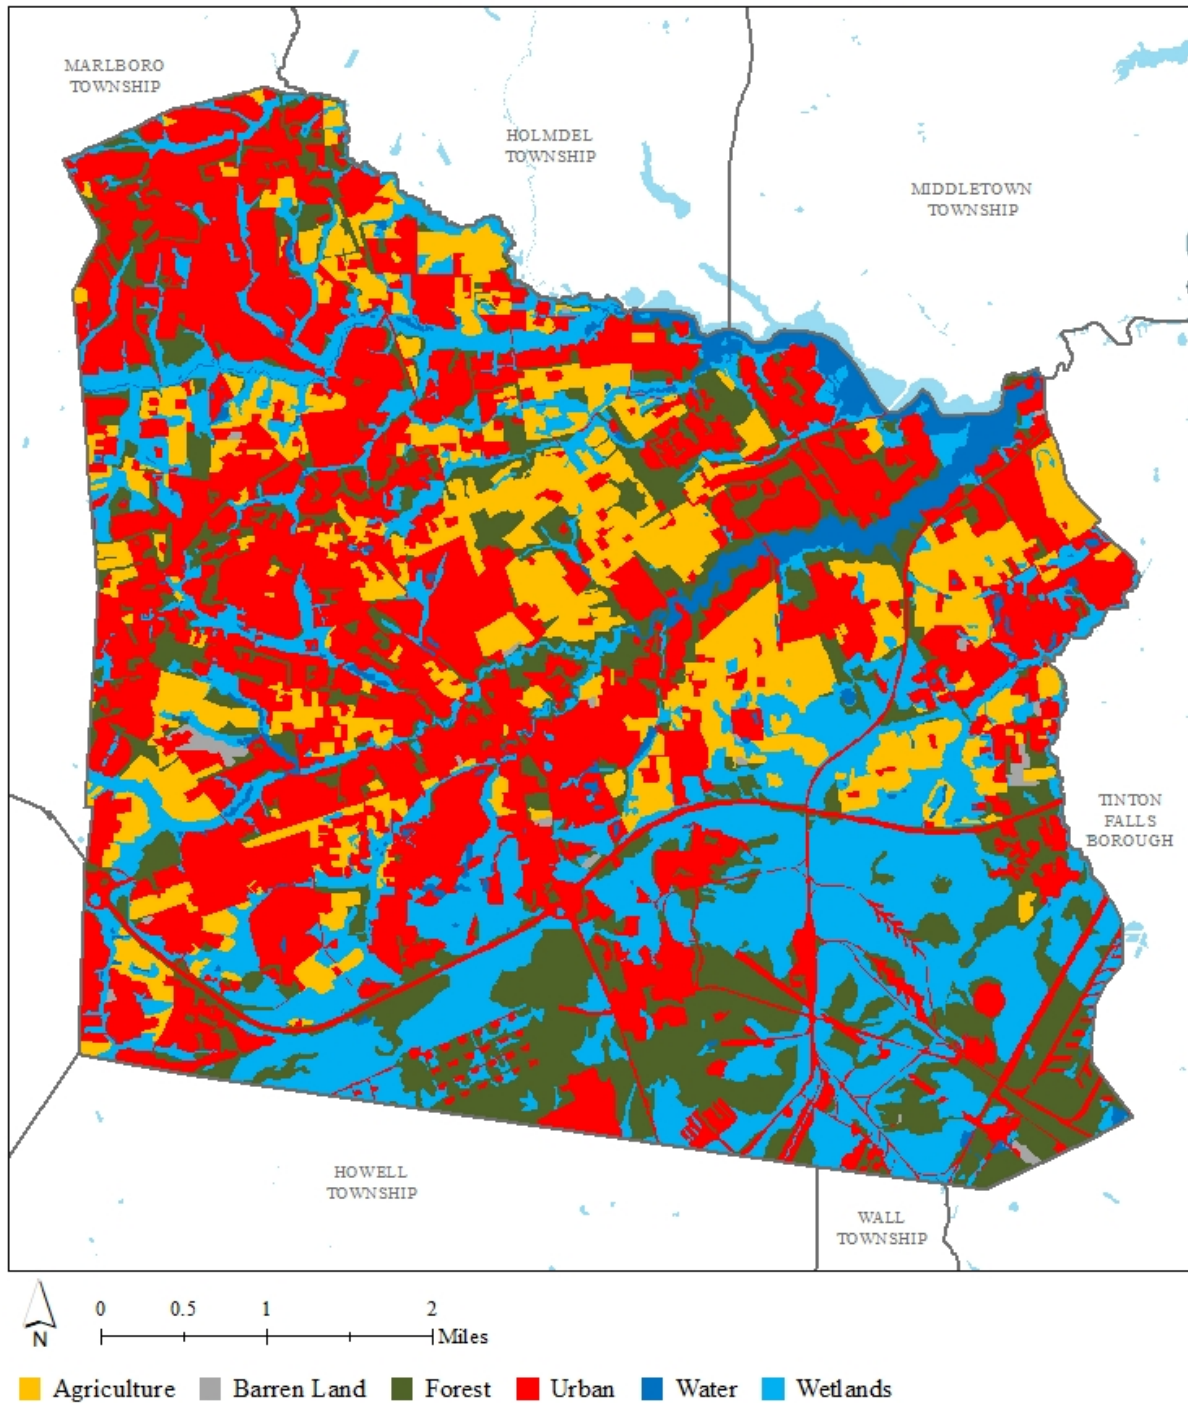 MARLBORO
TOWNSHIP
HOLMDEL
TOWNSHIP
MIDDLETOWN
TOWNSHIP
TINTON
FALLS
BOROUGH
HOWELL
TOWNSHIP
WALL
TOWNSHIP
N
0 0.5 1 2
Miles
Agriculture Barren Land Forest Urban Water Wetlands